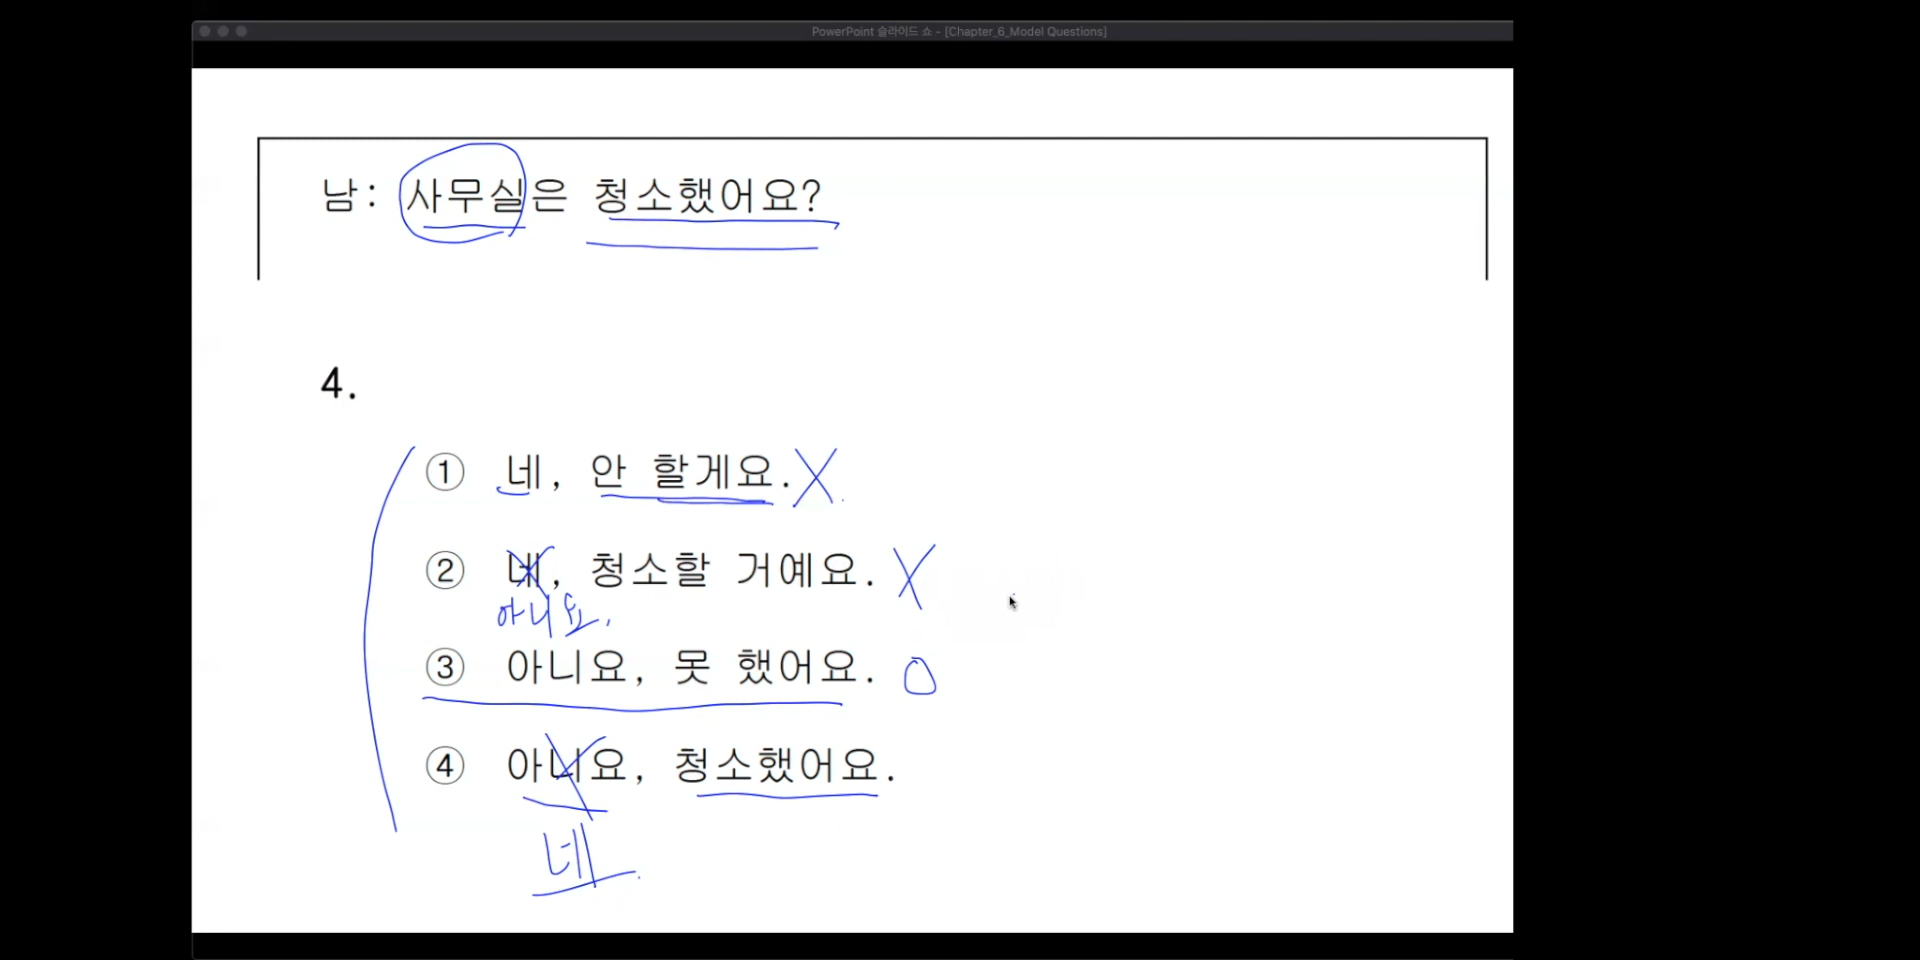 PowerPoint 슬라이드 쇼 - [Chapter_6_Model Questions]
남: 사무실은 청소했어요?
4.
① 네, 안 할게요. X
② 네, 청소할 거예요. X
아니요.
③ 아니요, 못 했어요. O
④ 아니요, 청소했어요.
네